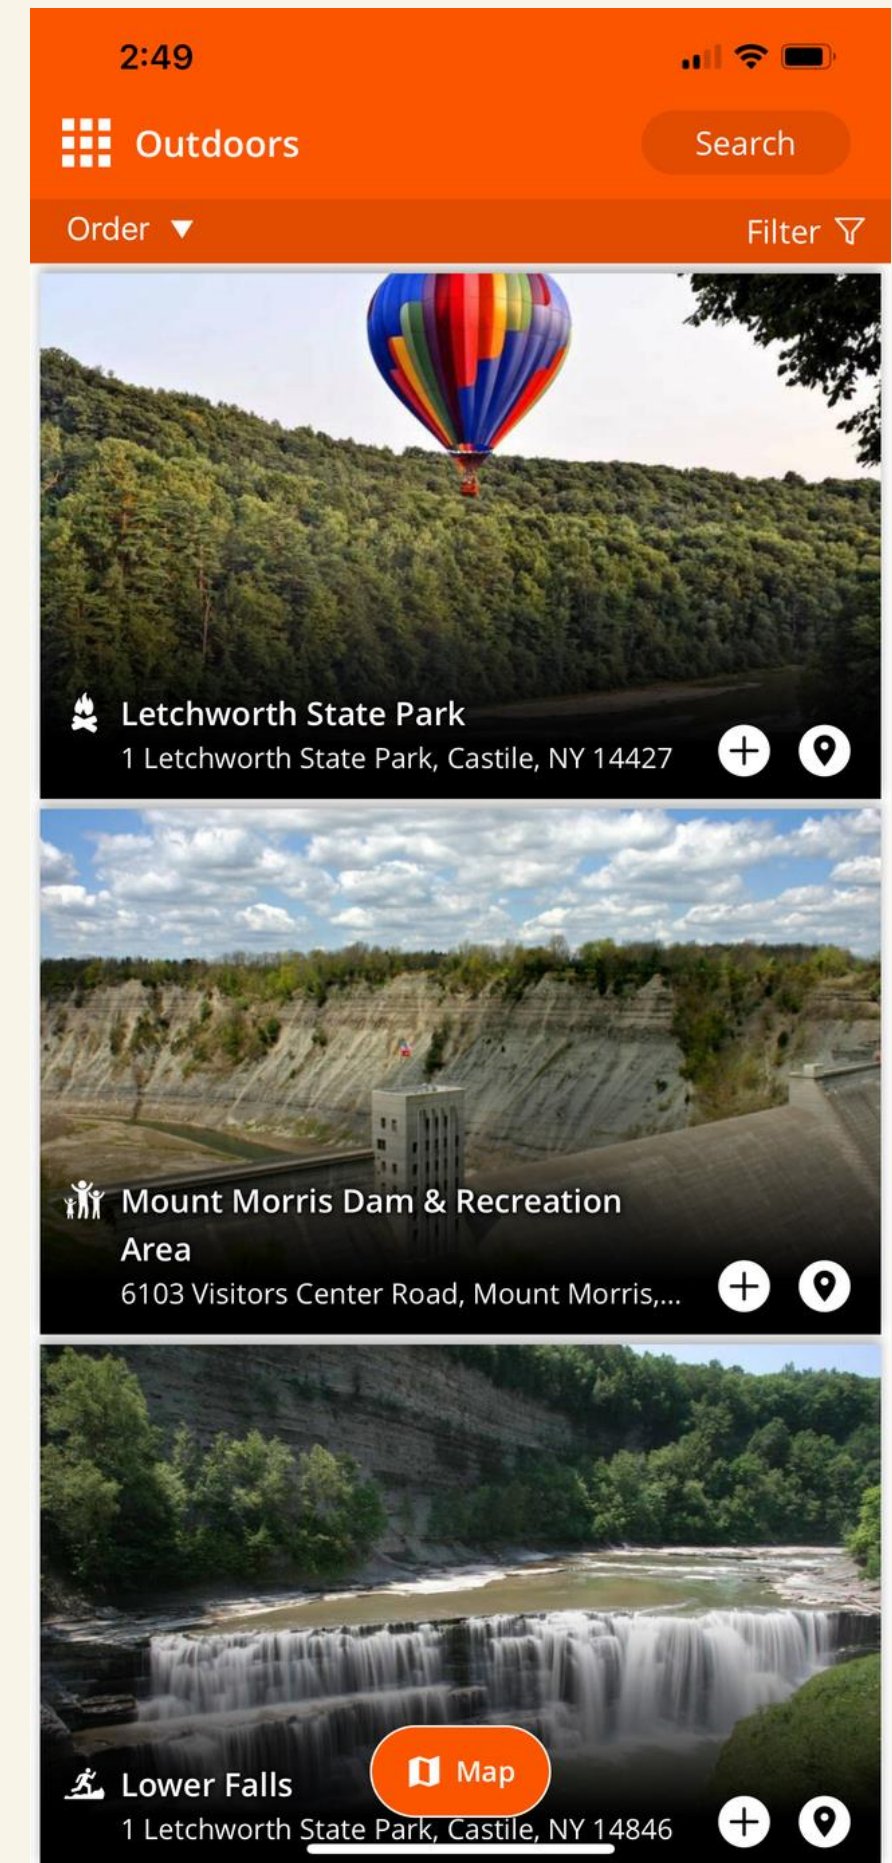 2:49
Outdoors
Search
Order
Filter
Letchworth State Park
1 Letchworth State Park, Castile, NY 14427
Mount Morris Dam & Recreation
Area
6103 Visitors Center Road, Mount Morris,...
Map
Lower Falls
1 Letchworth State Park, Castile, NY 14846